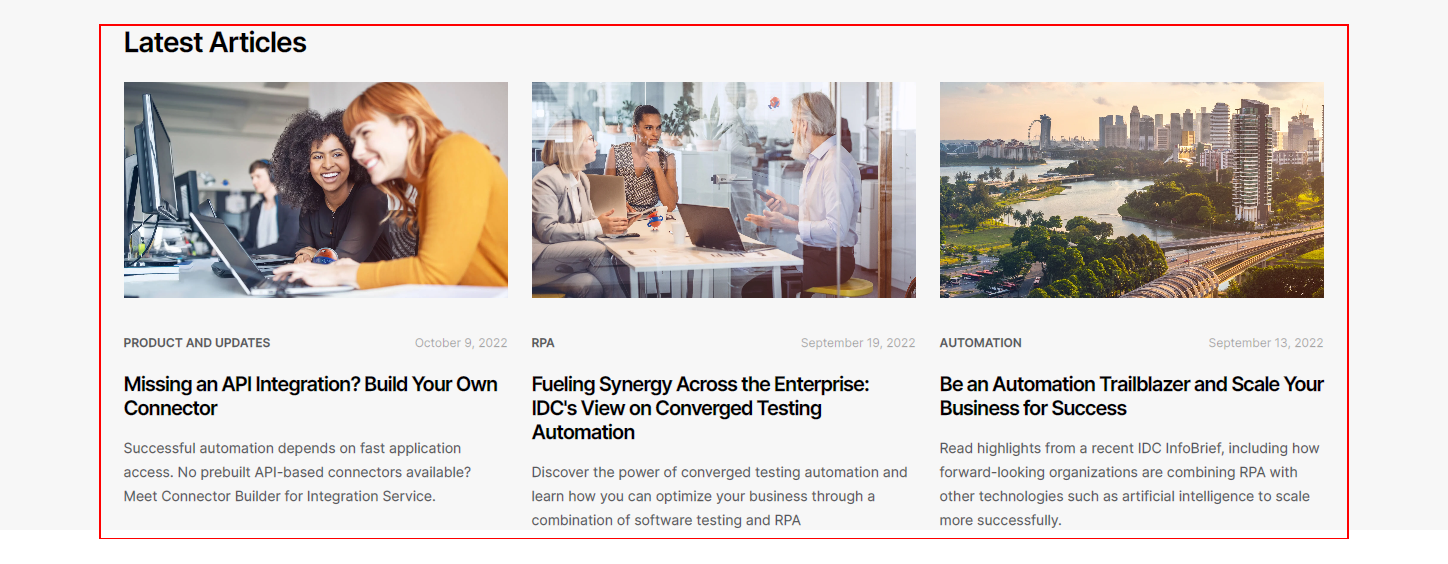 Latest Articles
PRODUCT AND UPDATES
October 9, 2022
Missing an API Integration? Build Your Own
Connector
Successful automation depends on fast application
access. No prebuilt API-based connectors available?
Meet Connector Builder for Integration Service.
RPA
September 19, 2022
Fueling Synergy Across the Enterprise:
IDC's View on Converged Testing
Automation
Discover the power of converged testing automation and
learn how you can optimize your business through a
combination of software testing and RPA
AUTOMATION
September 13, 2022
Be an Automation Trailblazer and Scale Your
Business for Success
Read highlights from a recent IDC InfoBrief, including how
forward-looking organizations are combining RPA with
other technologies such as artificial intelligence to scale
more successfully.